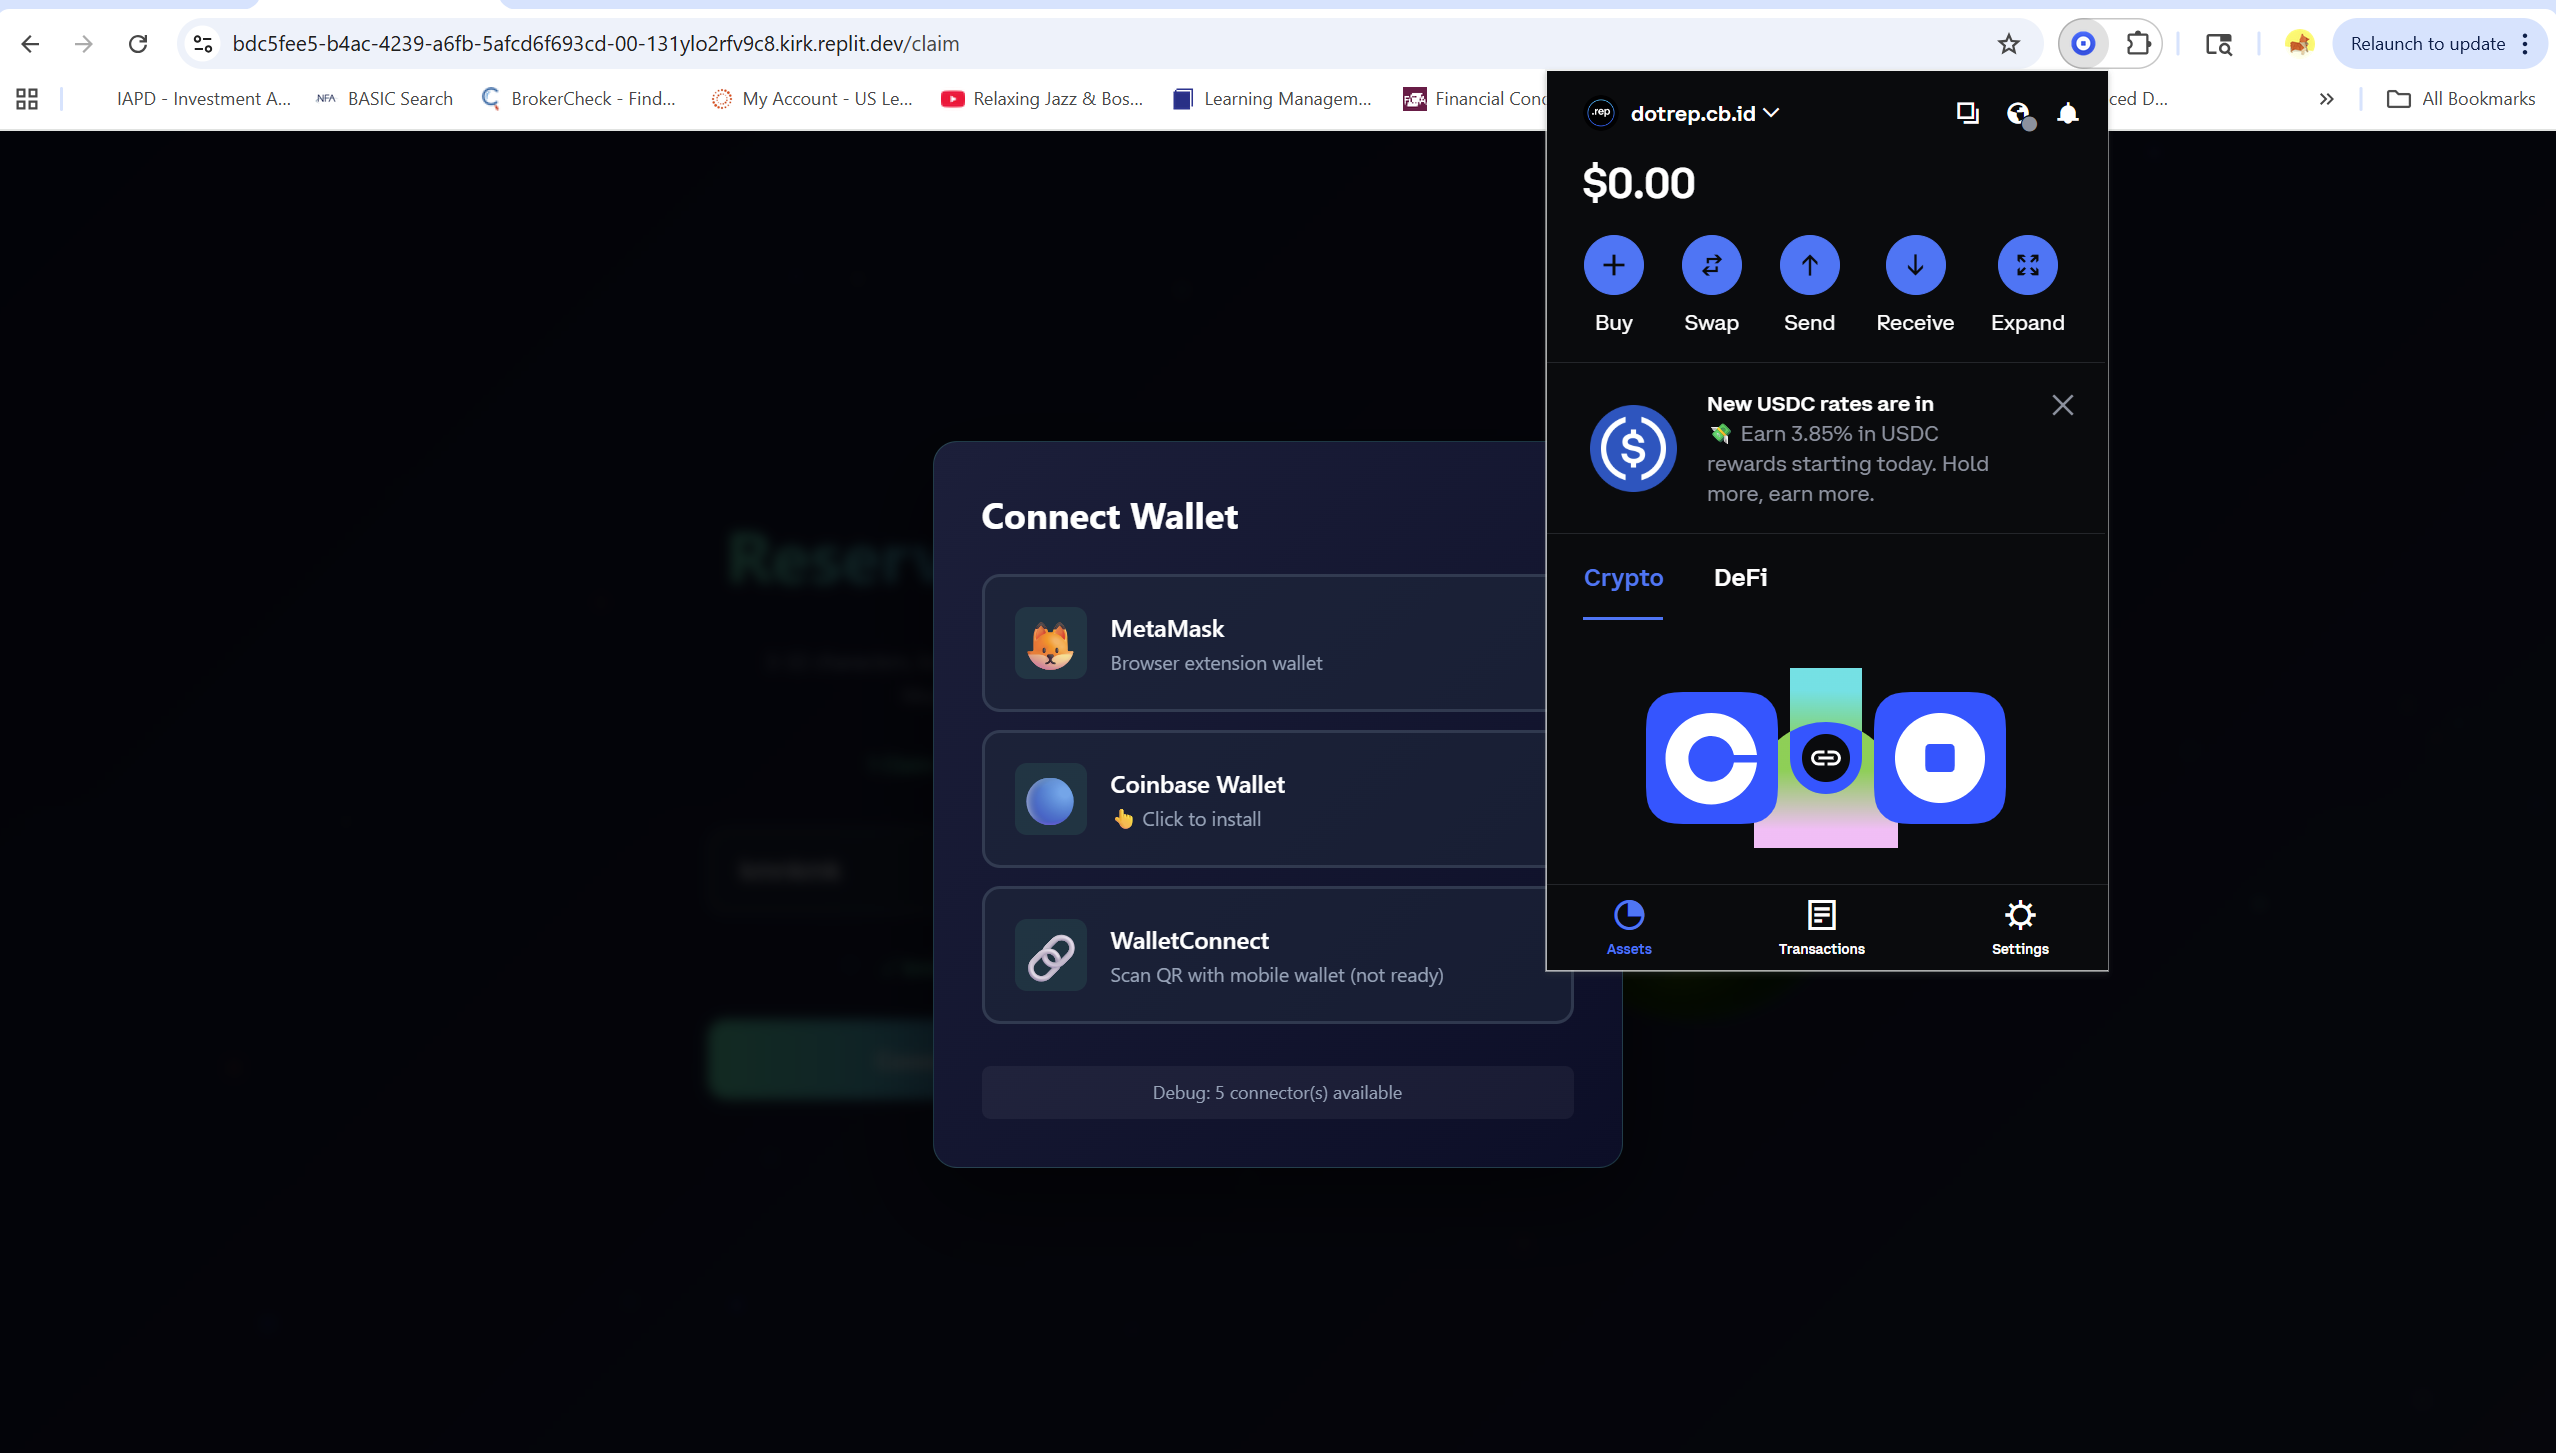 bdc5fee5-b4ac-4239-a6fb-5afcd6f693cd-00-131ylo2rfv9c8.kirk.replit.dev/claim
Relaunch to update
IAPD - Investment A...
NFA BASIC Search
BrokerCheck - Find...
My Account - US Le...
Relaxing Jazz & Bos...
Learning Managem...
FCA Financial Conc
ced D...
All Bookmarks
.rep dotrep.cb.id
$0.00
Buy Swap Send Receive Expand
New USDC rates are in
💸 Earn 3.85% in USDC
rewards starting today. Hold
more, earn more.
Crypto DeFi
Assets Transactions Settings
Reserv
Connect Wallet
MetaMask
Browser extension wallet
Coinbase Wallet
👆 Click to install
WalletConnect
Scan QR with mobile wallet (not ready)
Debug: 5 connector(s) available